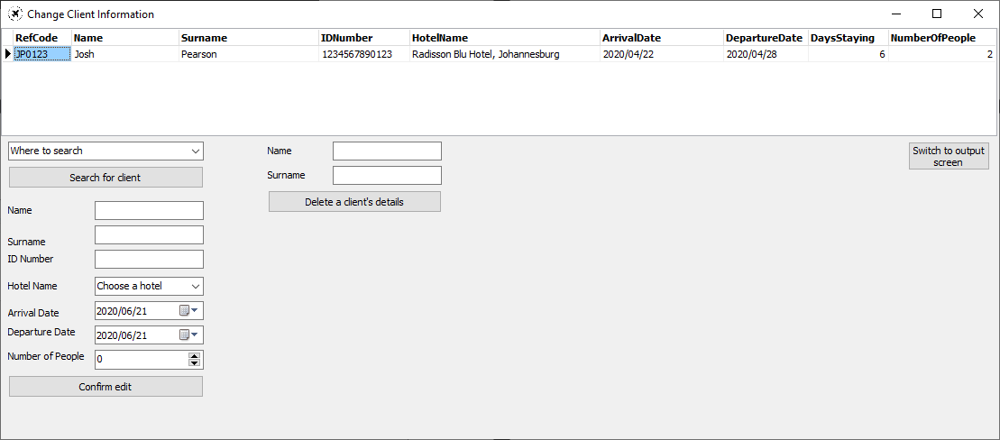 Change Client Information
RefCode Name Surname IDNumber HotelName ArrivalDate DepartureDate DaysStaying NumberOfPeople
JP0123 Josh Pearson 1234567890123 Radisson Blu Hotel, Johannesburg 2020/04/22 2020/04/28 6 2
Where to search
Search for client
Name
Surname
ID Number
Hotel Name Choose a hotel
Arrival Date 2020/06/21
Departure Date 2020/06/21
Number of People 0
Confirm edit
Name
Surname
Delete a client's details
Switch to output
screen